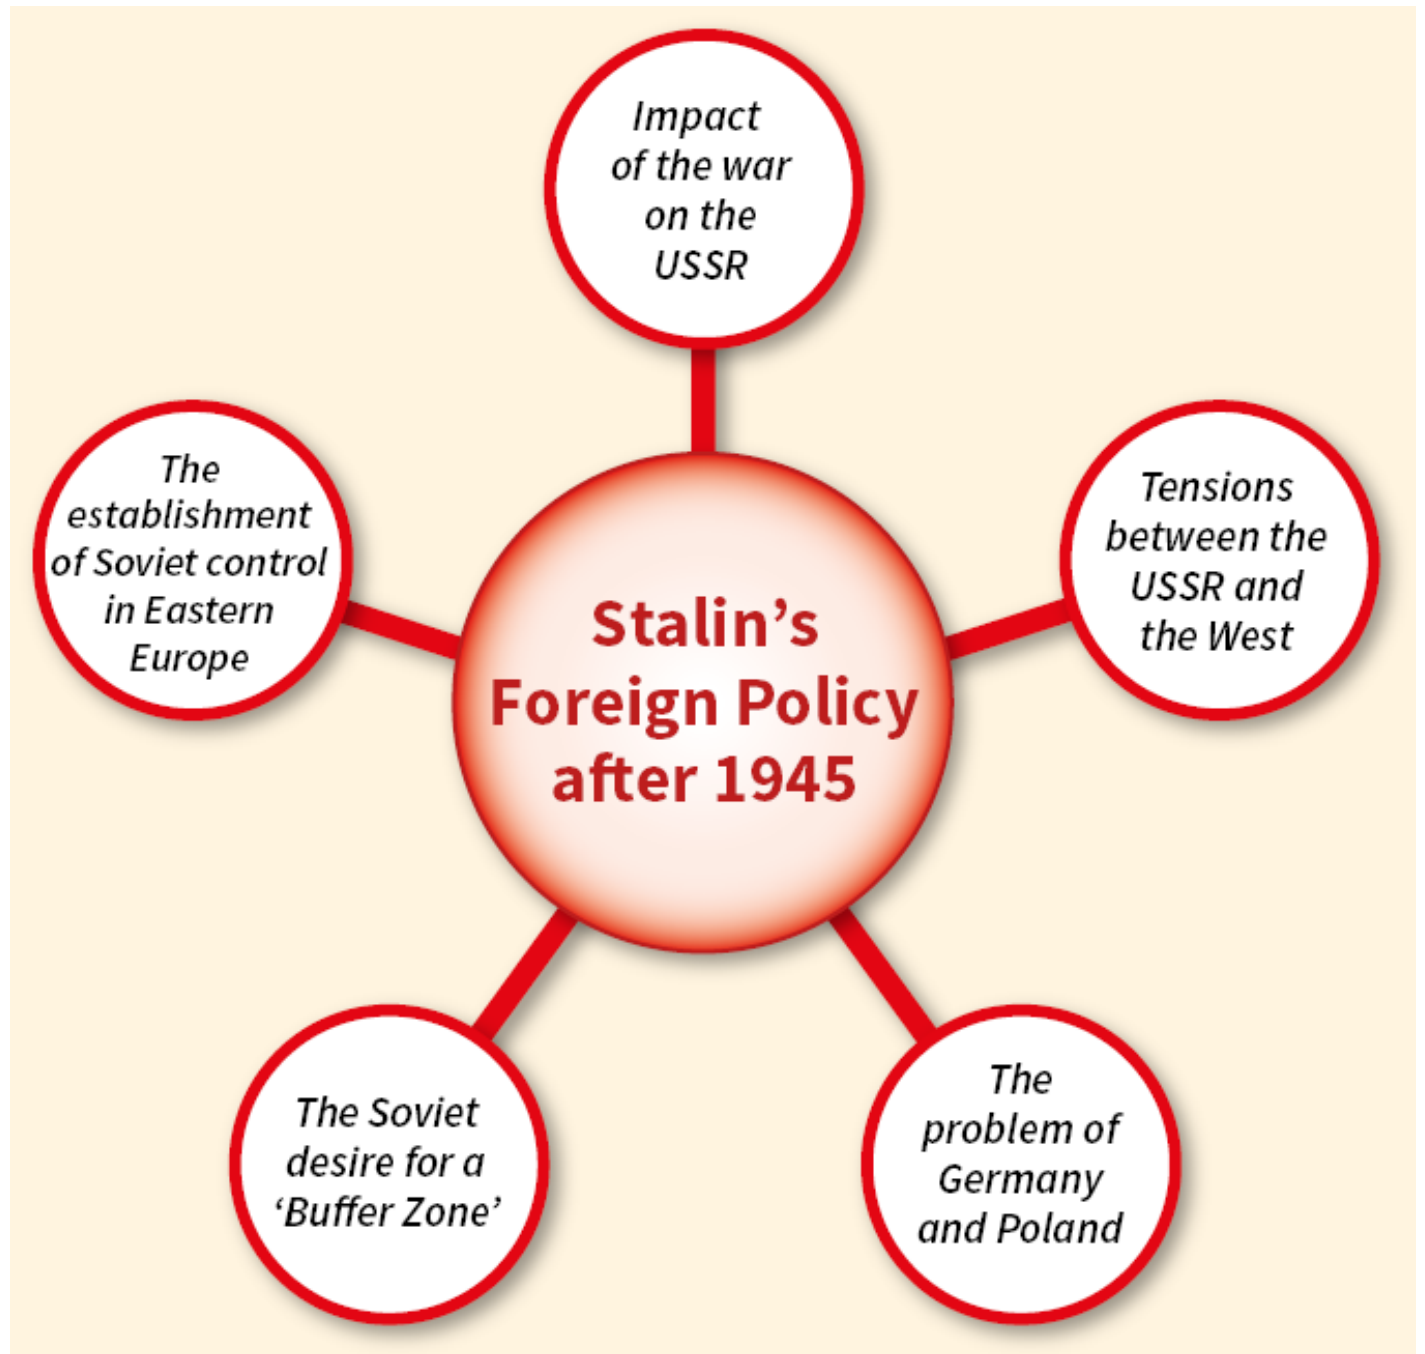 Impact
of the war
on the
USSR
The
establishment
of Soviet control
in Eastern
Europe
Tensions
between the
USSR and
the West
Stalin’s
Foreign Policy
after 1945
The Soviet
desire for a
‘Buffer Zone’
The
problem of
Germany
and Poland